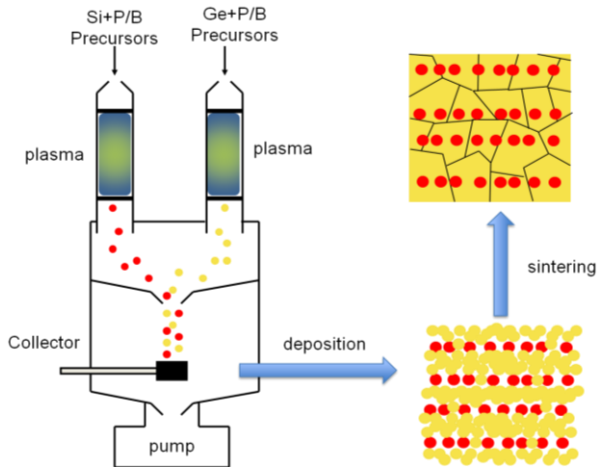 Si+P/B
Precursors
Ge+P/B
Precursors
plasma
plasma
sintering
Collector
deposition
pump